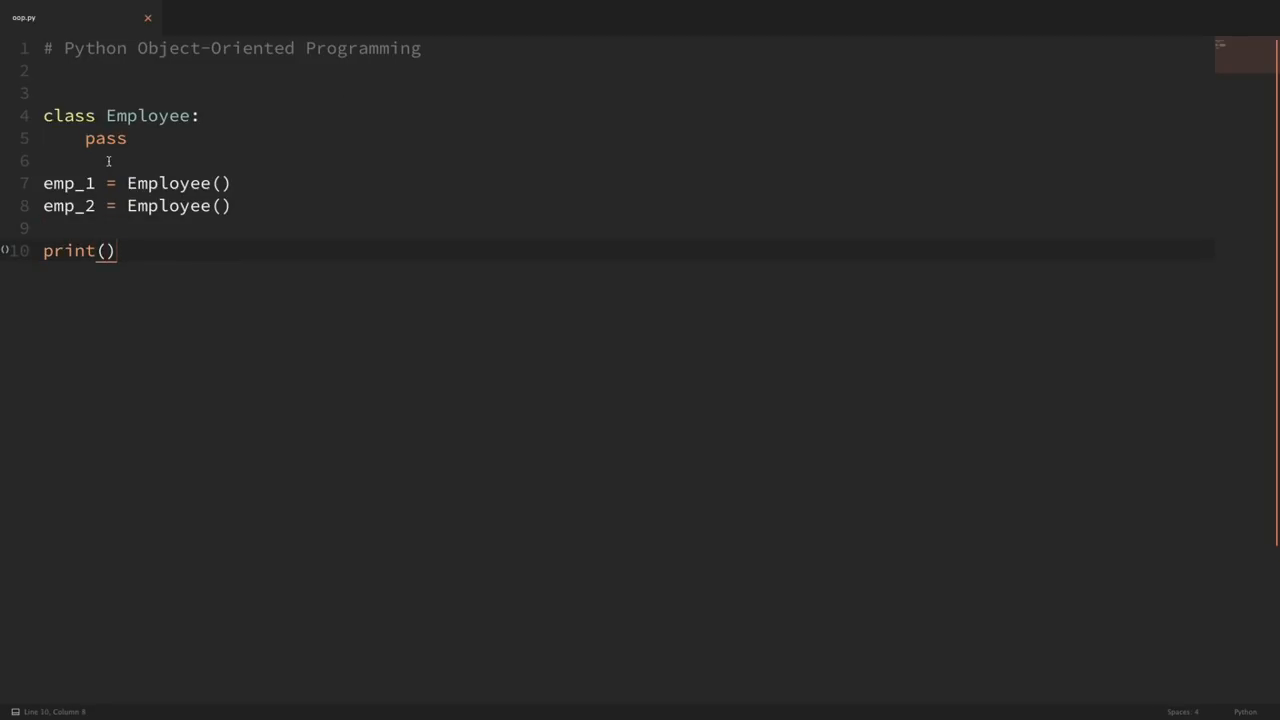 oop.py ×
1 # Python Object-Oriented Programming
2
3
4 class Employee:
5     pass
6
7 emp_1 = Employee()
8 emp_2 = Employee()
9
()10 print()
Line 10, Column 8 Spaces: 4 Python